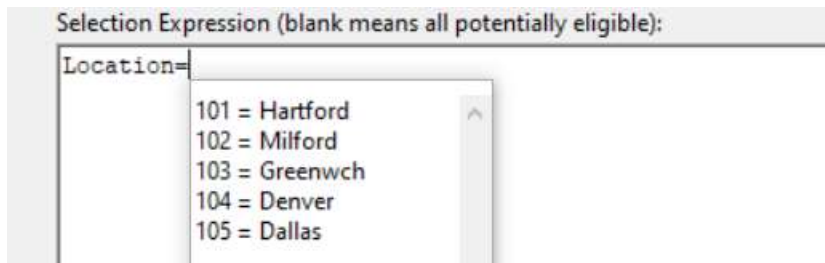 Selection Expression (blank means all potentially eligible):
Location=
101 = Hartford
102 = Milford
103 = Greenwch
104 = Denver
105 = Dallas